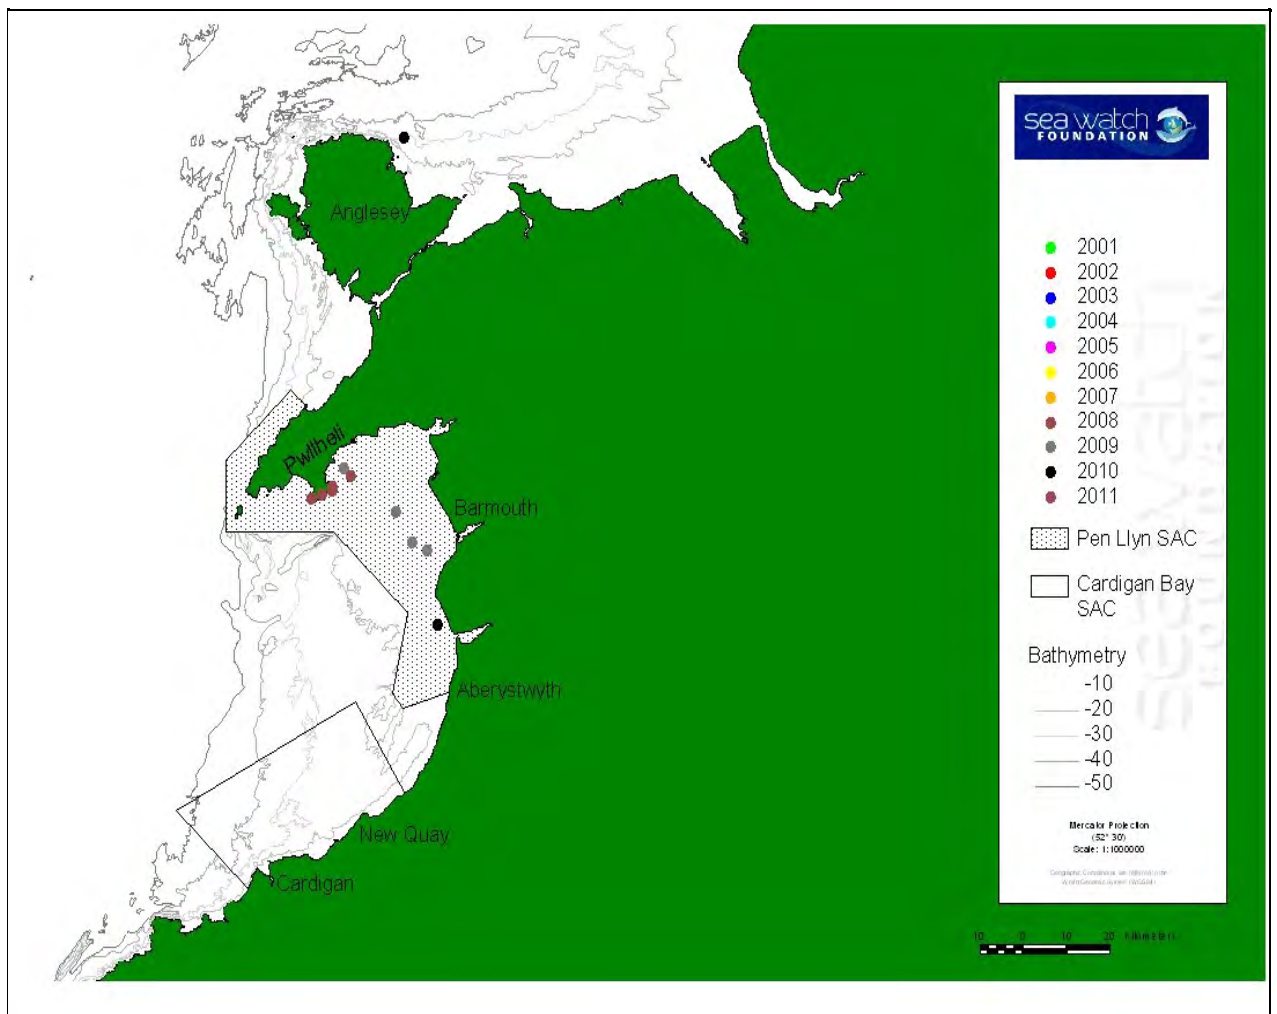 sea watch
FOUNDATION
Anglesey
Pwllheli
Barmouth
Aberystwyth
New Quay
Cardigan
2001
2002
2003
2004
2005
2006
2007
2008
2009
2010
2011
Pen Llyn SAC
Cardigan Bay
SAC
Bathymetry
-10
-20
-30
-40
-50
Mercator Projection
(52° 30)
Scale: 1:1000000
10 0 10 20 Kilometers